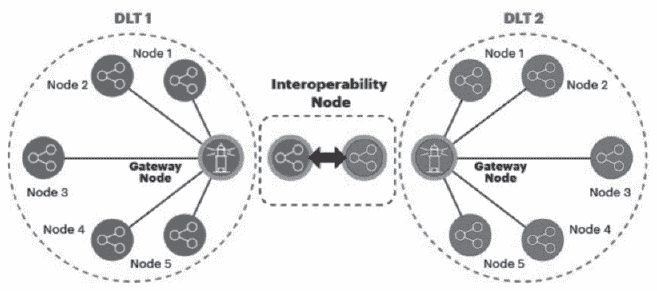 DLT 1
Node 1
Node 2
Gateway
Node
Node 3
Node 4
Node 5
Interoperability
Node
DLT 2
Node 1
Node 2
Gateway
Node
Node 3
Node 4
Node 5